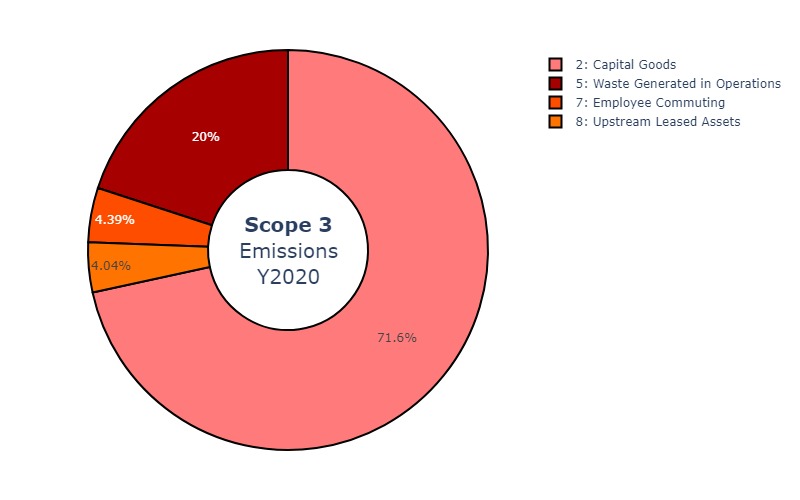 2: Capital Goods
5: Waste Generated in Operations
7: Employee Commuting
8: Upstream Leased Assets
20%
4.39%
4.04%
Scope 3
Emissions
Y2020
71.6%